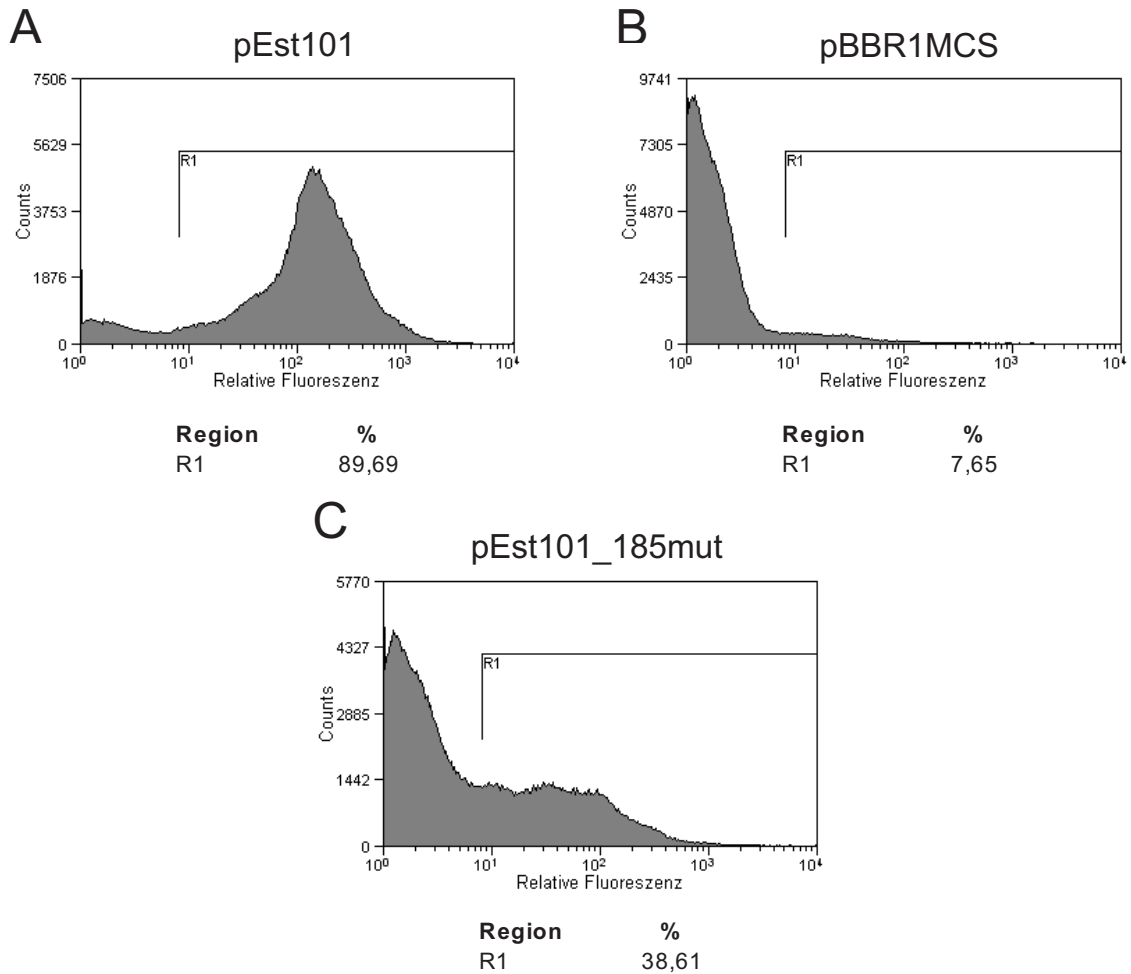 A
pEst101
7506
5629
3753
1876
0
Counts
R1
10⁰ 10¹ 10² 10³ 10⁴
Relative Fluoreszenz
Region %
R1 89,69
B
pBBR1MCS
9741
7305
4870
2435
0
Counts
R1
10⁰ 10¹ 10² 10³ 10⁴
Relative Fluoreszenz
Region %
R1 7,65
C
pEst101_185mut
5770
4327
2885
1442
0
Counts
R1
10⁰ 10¹ 10² 10³ 10⁴
Relative Fluoreszenz
Region %
R1 38,61